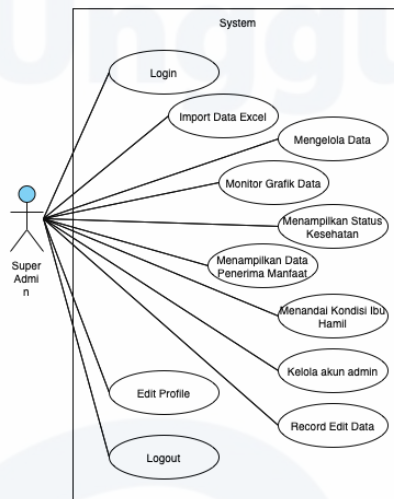 System
Login
Import Data Excel
Mengelola Data
Monitor Grafik Data
Menampilkan Status
Kesehatan
Menampilkan Data
Penerima Manfaat
Super
Admi
n
Menandai Kondisi Ibu
Hamil
Kelola akun admin
Edit Profile
Record Edit Data
Logout